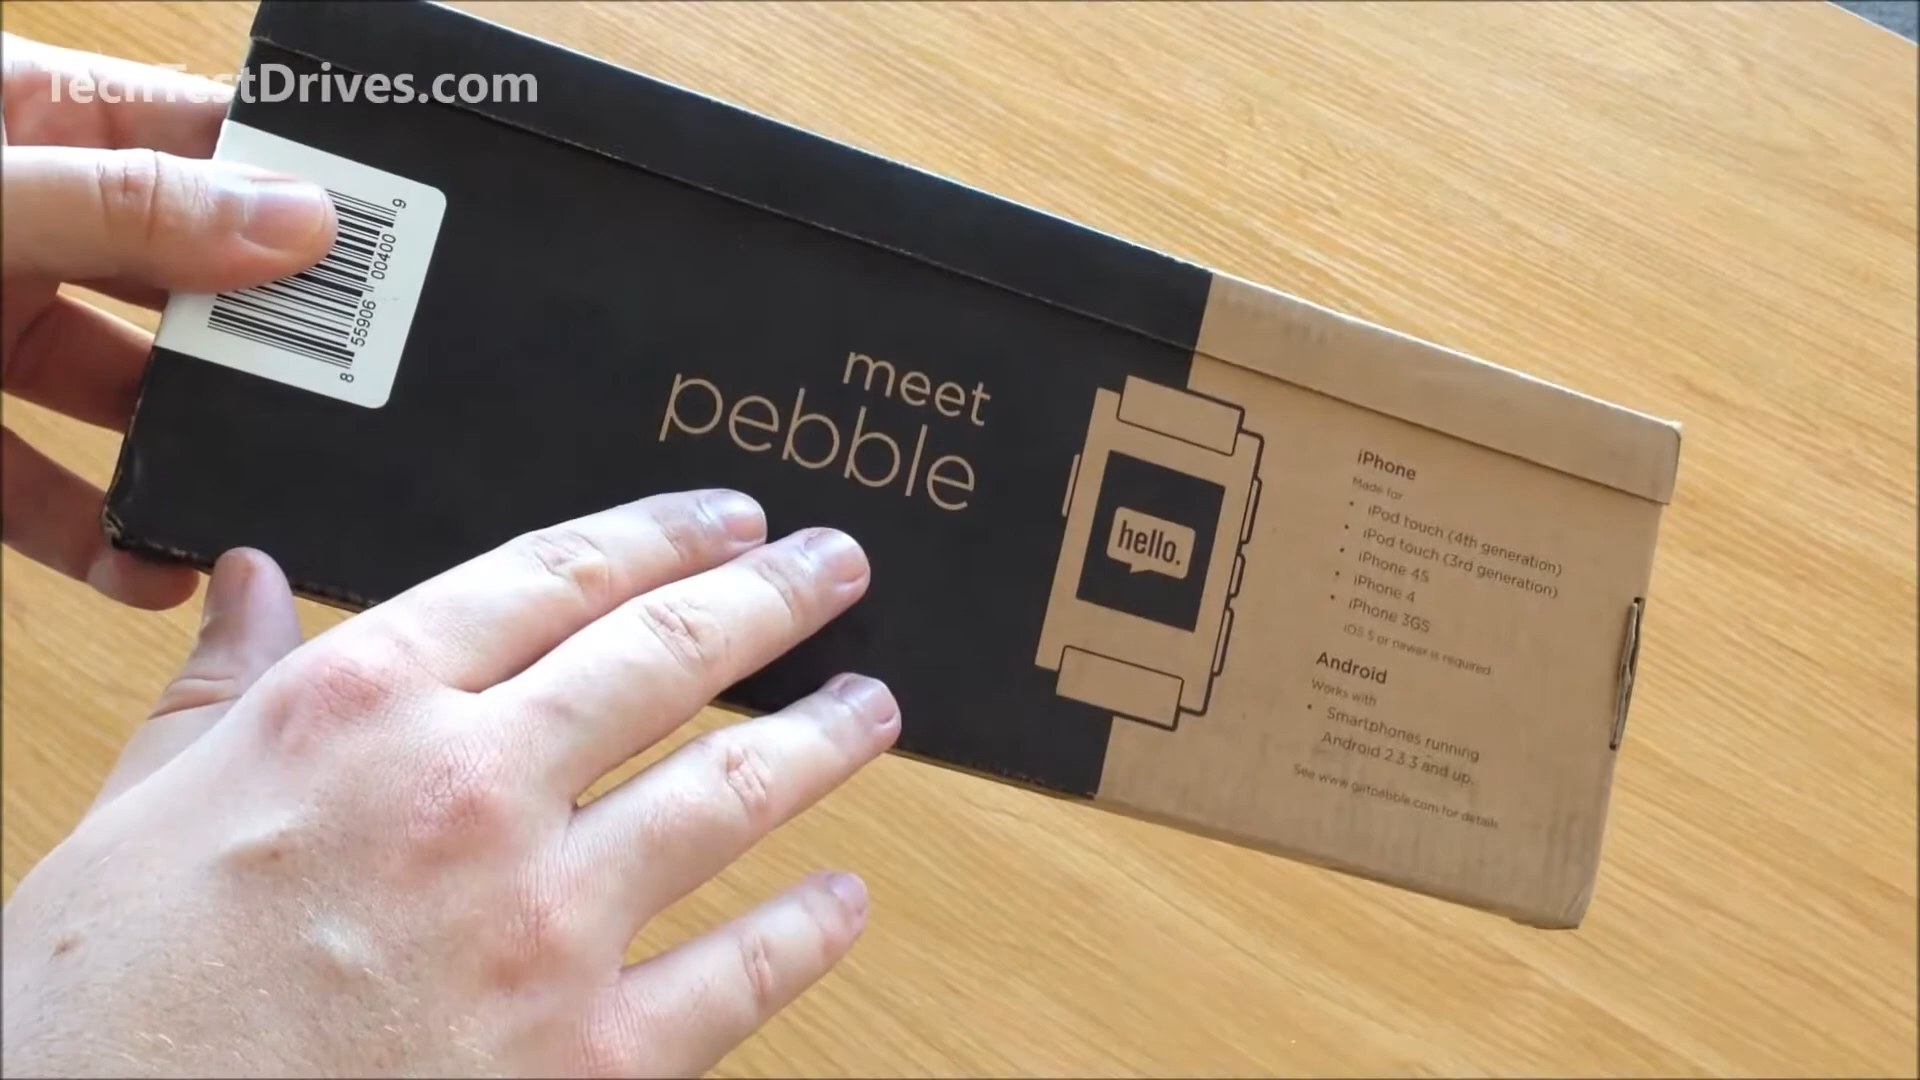 TechTestDrives.com
8 55906 00400 9
meet
pebble
hello.
iPhone
Made for
• iPod touch (4th generation)
• iPod touch (3rd generation)
• iPhone 4S
• iPhone 4
• iPhone 3GS
iOS 5 or newer is required
Android
Works with
• Smartphones running
Android 2.3.3 and up.
See www.getpebble.com for details